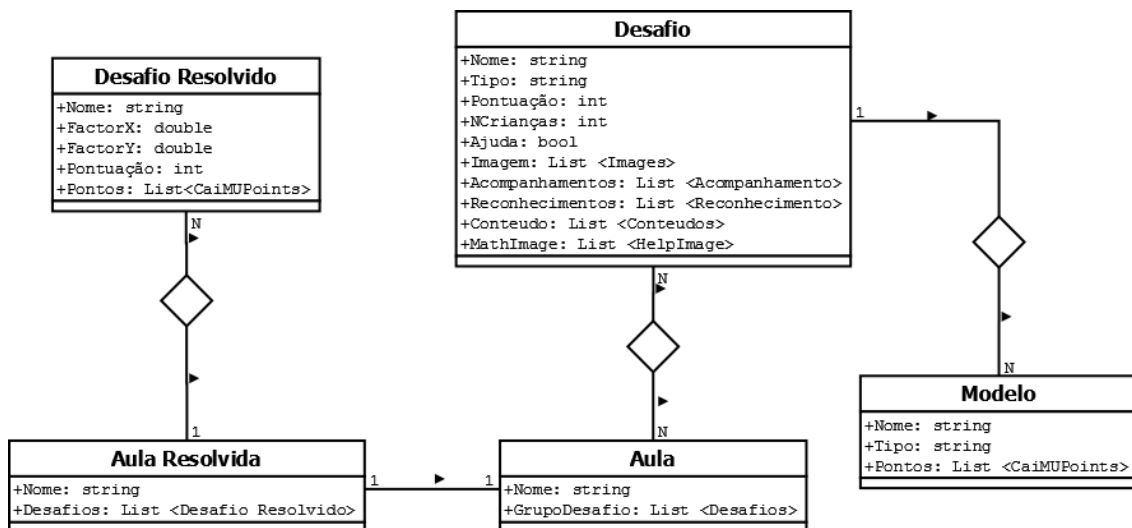 Desafio
+Nome: string
+Tipo: string
+Pontuação: int
+NCrianças: int
+Ajuda: bool
+Imagem: List <Images>
+Acompanhamentos: List <Acompanhamento>
+Reconhecimentos: List <Reconhecimento>
+Conteudo: List <Conteudos>
+MathImage: List <HelpImage>
Desafio Resolvido
+Nome: string
+FactorX: double
+FactorY: double
+Pontuação: int
+Pontos: List<CaiMUPoints>
1
N
N
N
1
N
Modelo
+Nome: string
+Tipo: string
+Pontos: List <CaiMUPoints>
Aula Resolvida
+Nome: string
+Desafios: List <Desafio Resolvido>
1
1
Aula
+Nome: string
+GrupoDesafio: List <Desafios>